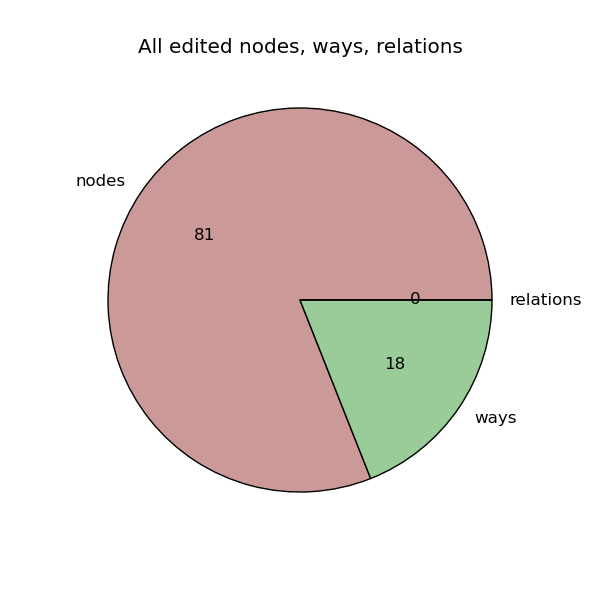 All edited nodes, ways, relations
nodes
81
0
relations
18
ways